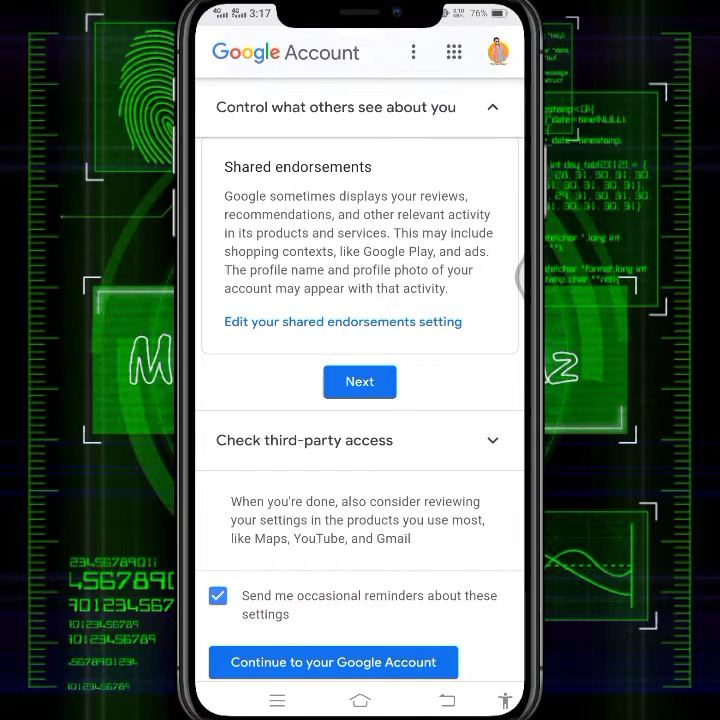 4G 4G 3:17
76%
Google Account
Control what others see about you
Shared endorsements
Google sometimes displays your reviews,
recommendations, and other relevant activity
in its products and services. This may include
shopping contexts, like Google Play, and ads.
The profile name and profile photo of your
account may appear with that activity.
Edit your shared endorsements setting
Next
Check third-party access
When you're done, also consider reviewing
your settings in the products you use most,
like Maps, YouTube, and Gmail
Send me occasional reminders about these
settings
Continue to your Google Account
M
AZ